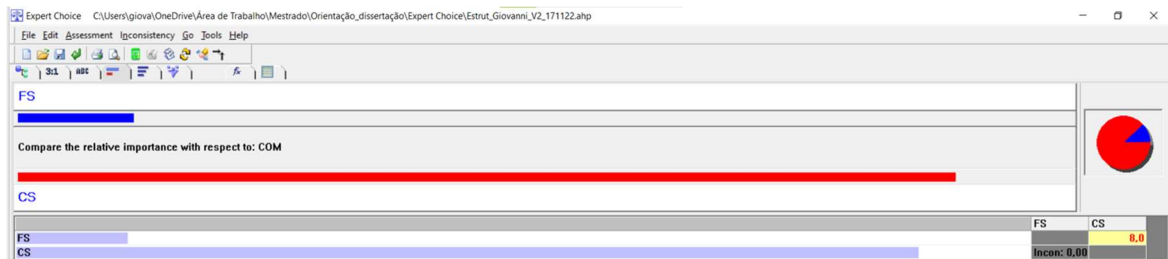 Expert Choice C:\Users\giova\OneDrive\Área de Trabalho\Mestrado\Orientação_dissertação\Expert Choice\Estrut_Giovanni_V2_171122.ahp
File Edit Assessment Inconsistency Go Tools Help
3:1 ABC fx
FS
Compare the relative importance with respect to: COM
CS
FS CS
FS 8,0
CS Incon: 0,00